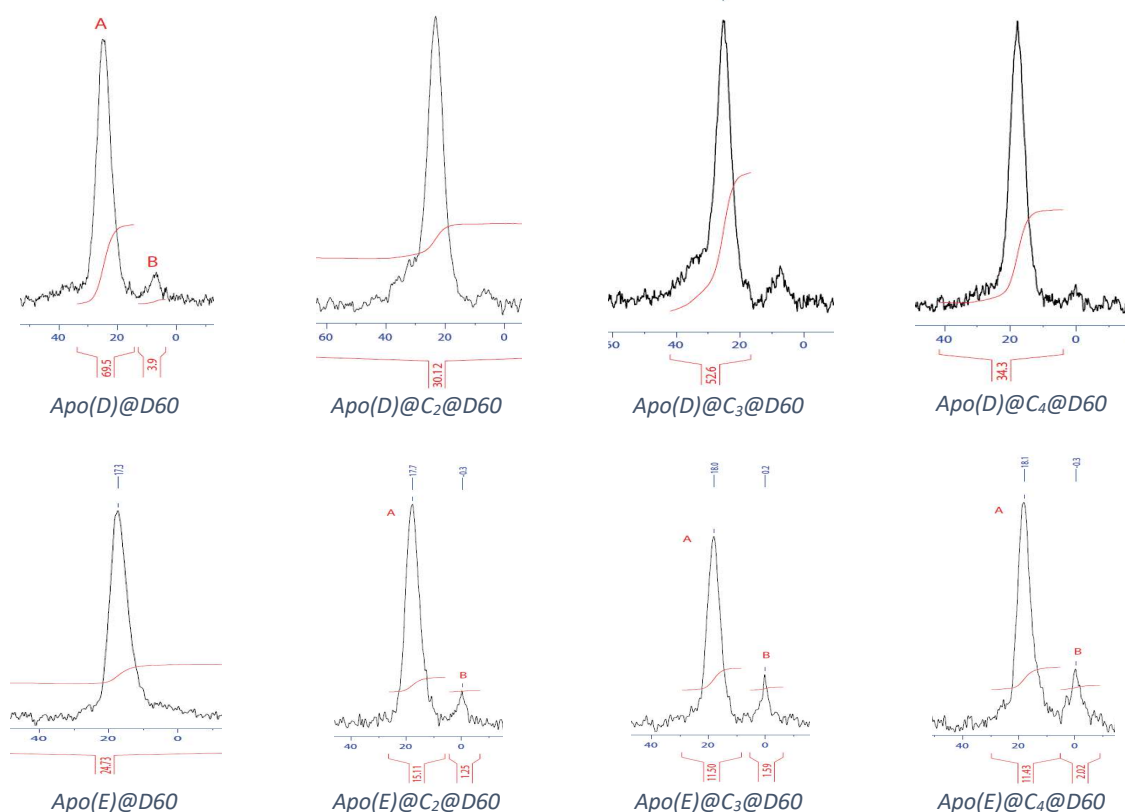 A
B
20 0
69.5 3.9
Apo(D)@D60
60 40 20 0
30.12
Apo(D)@C2@D60
40 20 0
52.6
Apo(D)@C3@D60
40 20 0
34.3
Apo(D)@C4@D60
17.3
40 20 0
24.73
Apo(E)@D60
17.7 -0.3
A
B
40 20 0
15.11 1.25
Apo(E)@C2@D60
18.0 0.2
A
B
40 20 0
11.50 1.59
Apo(E)@C3@D60
18.1 -0.3
A
B
40 20 0
11.43 2.02
Apo(E)@C4@D60